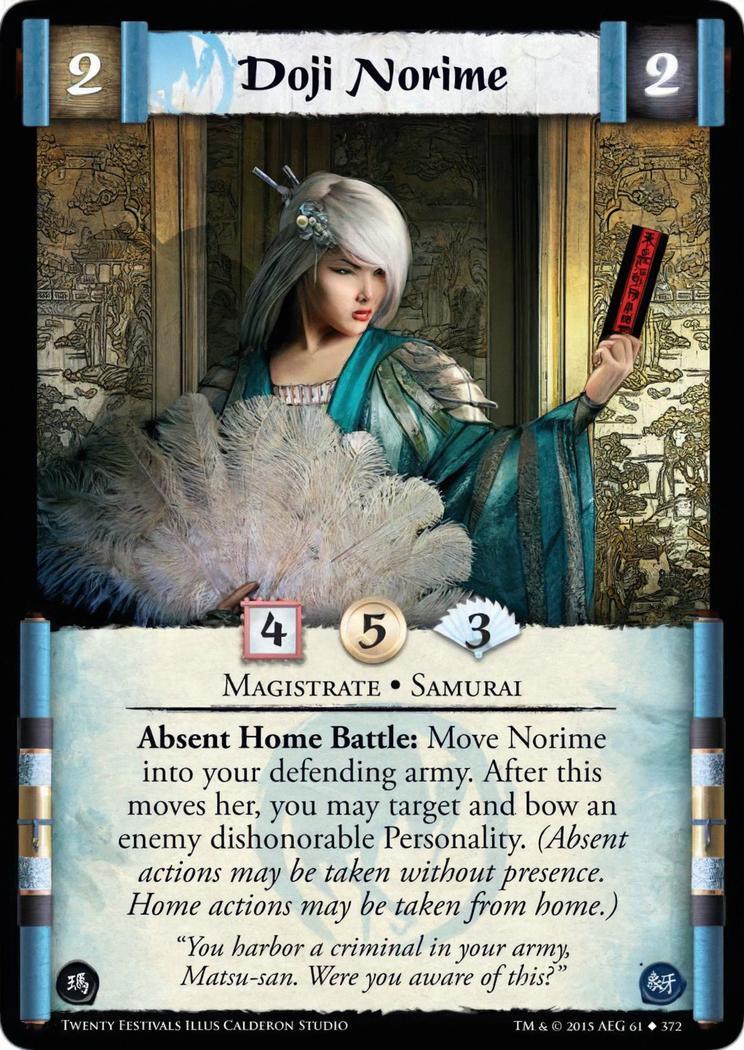 2 Doji Norime 2
4 5 3
Magistrate • Samurai
Absent Home Battle: Move Norime
into your defending army. After this
moves her, you may target and bow an
enemy dishonorable Personality. (Absent
actions may be taken without presence.
Home actions may be taken from home.)
“You harbor a criminal in your army,
Matsu-san. Were you aware of this?”
Twenty Festivals Illus Calderon Studio TM & © 2015 AEG 61 ◆ 372